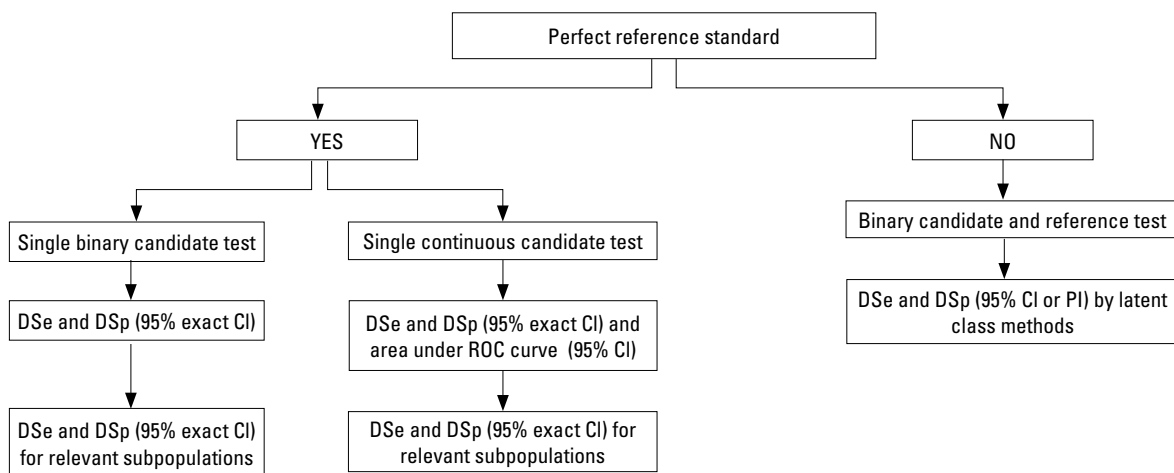 Perfect reference standard
YES
NO
Single binary candidate test
Single continuous candidate test
Binary candidate and reference test
DSe and DSp (95% exact CI)
DSe and DSp (95% exact CI) and
area under ROC curve (95% CI)
DSe and DSp (95% CI or PI) by latent
class methods
DSe and DSp (95% exact CI)
for relevant subpopulations
DSe and DSp (95% exact CI) for
relevant subpopulations